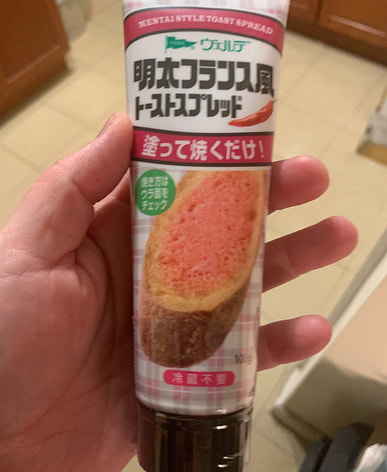 MENTAI STYLE TOAST SPREAD
ヴェルデ
明太フランス風
トーストスプレッド
塗って焼くだけ!
焼き方は
ウラ面を
チェック
100g
冷蔵不要